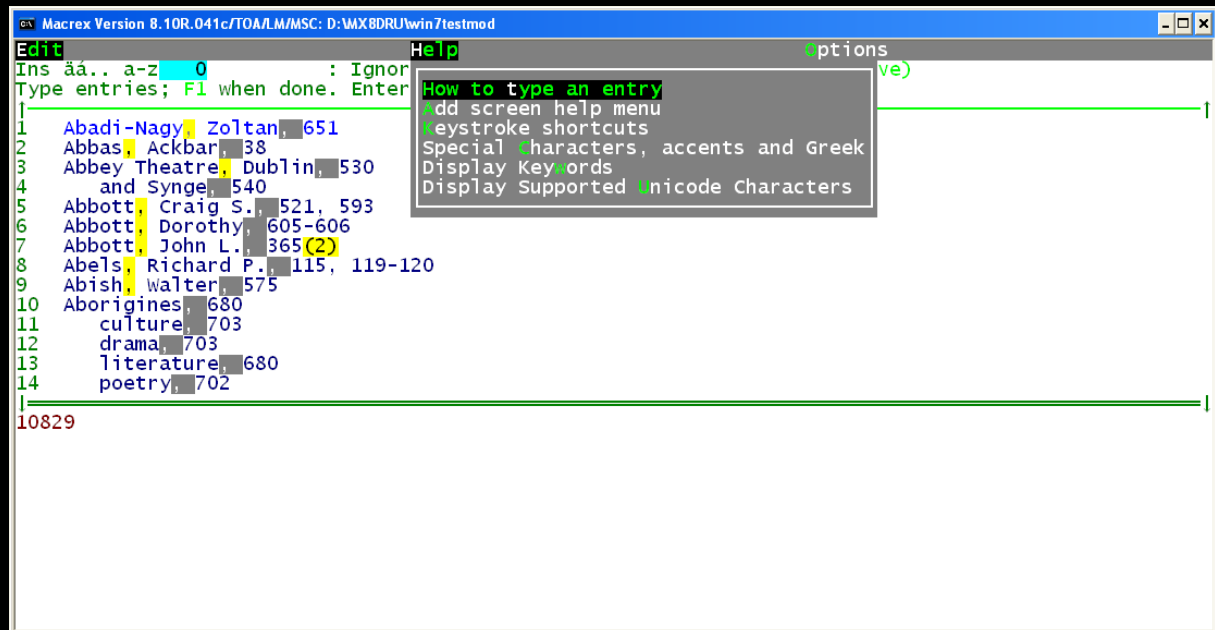 Macrex Version 8.10R.041c/TOA/LM/MSC: D:\MX8DRU\win7testmod
Edit Help Options
Ins äá.. a-z 0 : Ignor ve)
Type entries; F1 when done. Enter
How to type an entry
Add screen help menu
Keystroke shortcuts
Special Characters, accents and Greek
Display Keywords
Display Supported Unicode Characters
1 Abadi-Nagy, Zoltan, 651
2 Abbas, Ackbar, 38
3 Abbey Theatre, Dublin, 530
4 and Synge, 540
5 Abbott, Craig S., 521, 593
6 Abbott, Dorothy, 605-606
7 Abbott, John L., 365(2)
8 Abels, Richard P., 115, 119-120
9 Abish, Walter, 575
10 Aborigines, 680
11 culture, 703
12 drama, 703
13 literature, 680
14 poetry, 702
10829